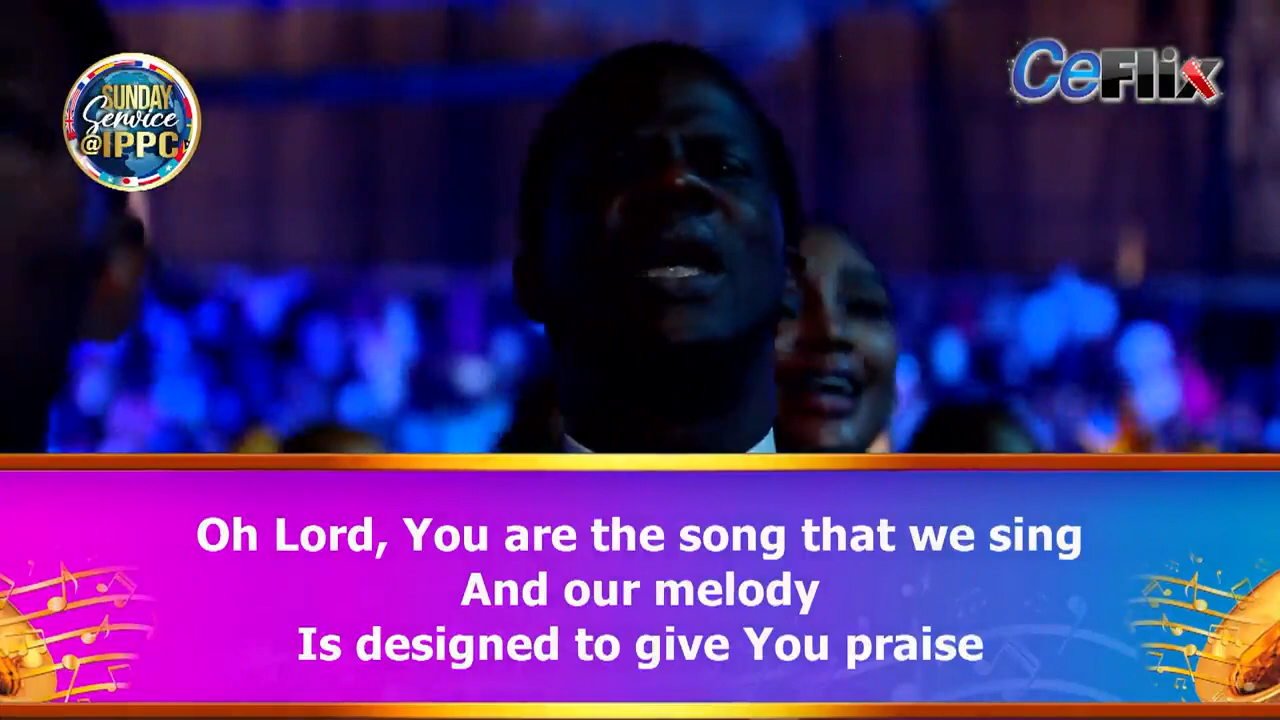 SUNDAY
Service
@IPPC
CeFlix
Oh Lord, You are the song that we sing
And our melody
Is designed to give You praise